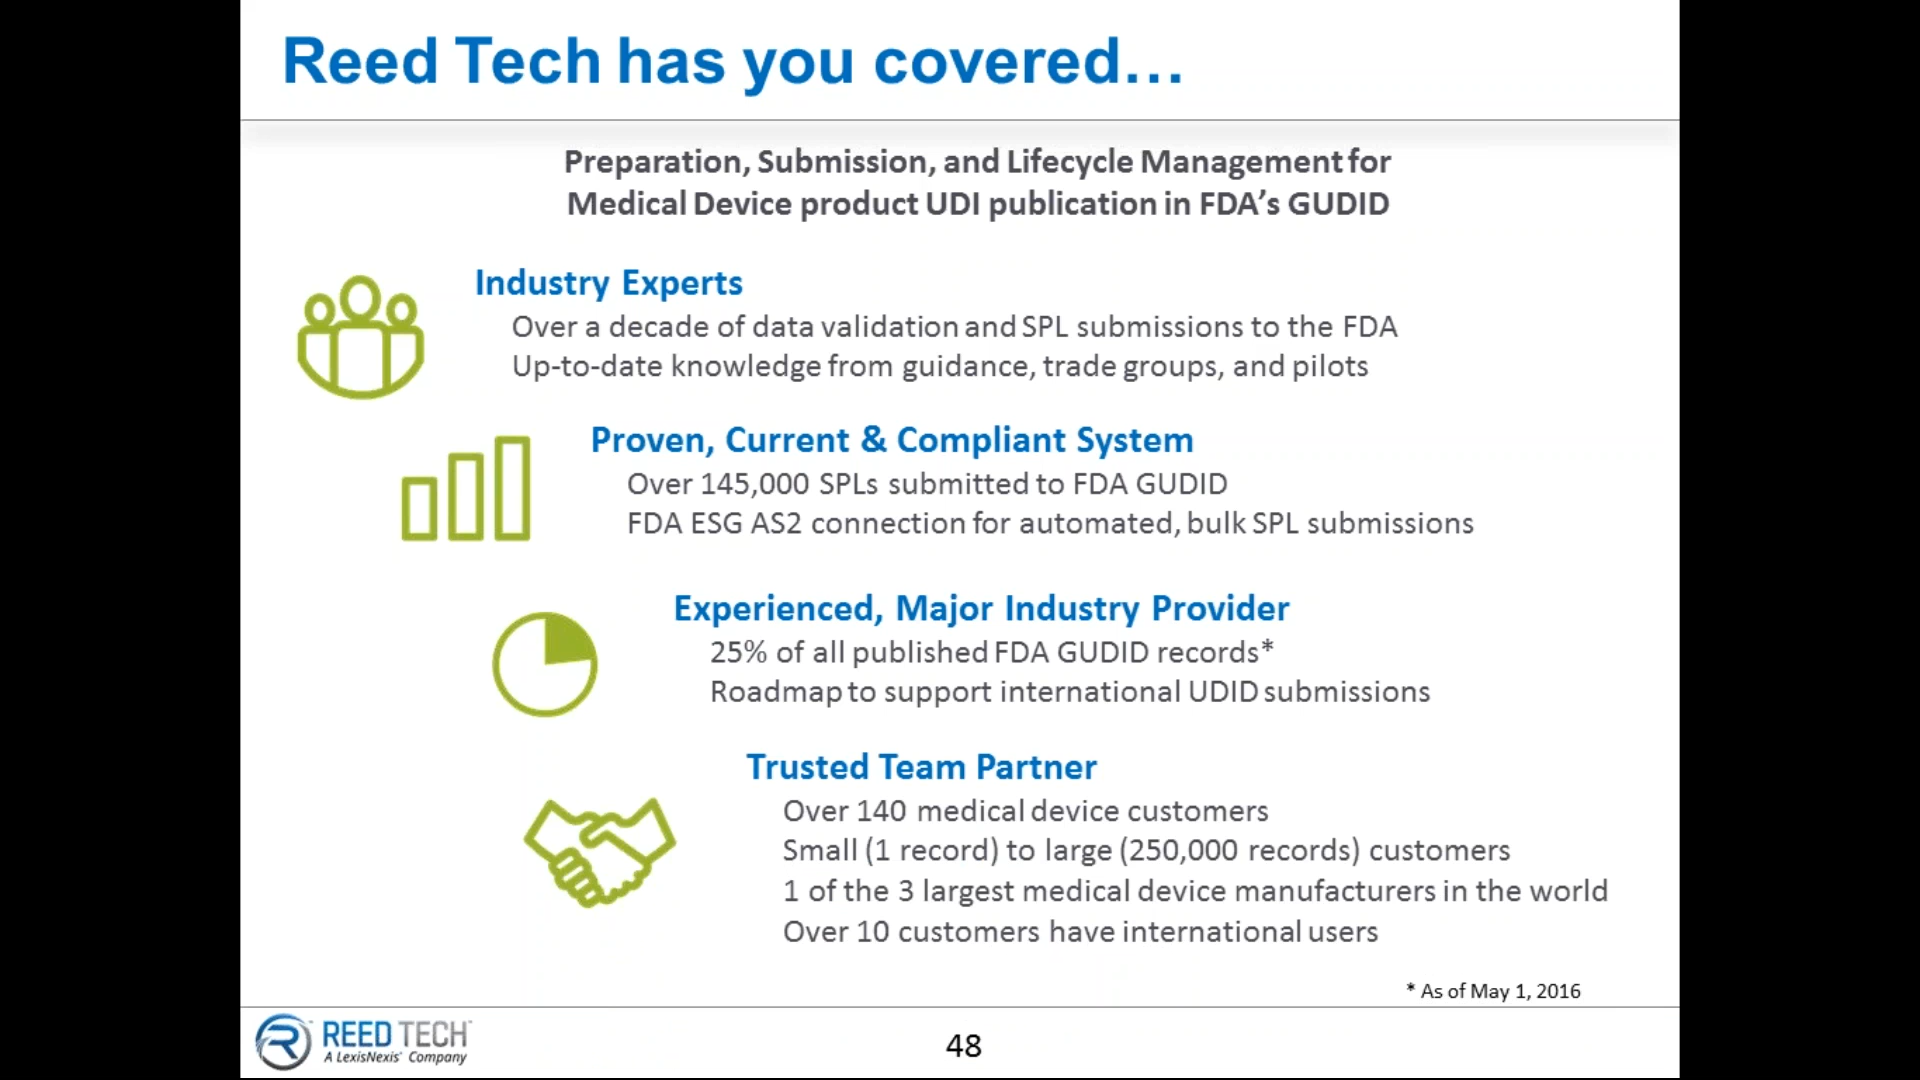 Reed Tech has you covered…
Preparation, Submission, and Lifecycle Management for
Medical Device product UDI publication in FDA's GUDID
Industry Experts
Over a decade of data validation and SPL submissions to the FDA
Up-to-date knowledge from guidance, trade groups, and pilots
Proven, Current & Compliant System
Over 145,000 SPLs submitted to FDA GUDID
FDA ESG AS2 connection for automated, bulk SPL submissions
Experienced, Major Industry Provider
25% of all published FDA GUDID records*
Roadmap to support international UDID submissions
Trusted Team Partner
Over 140 medical device customers
Small (1 record) to large (250,000 records) customers
1 of the 3 largest medical device manufacturers in the world
Over 10 customers have international users
* As of May 1, 2016
REED TECH™
A LexisNexis® Company
48